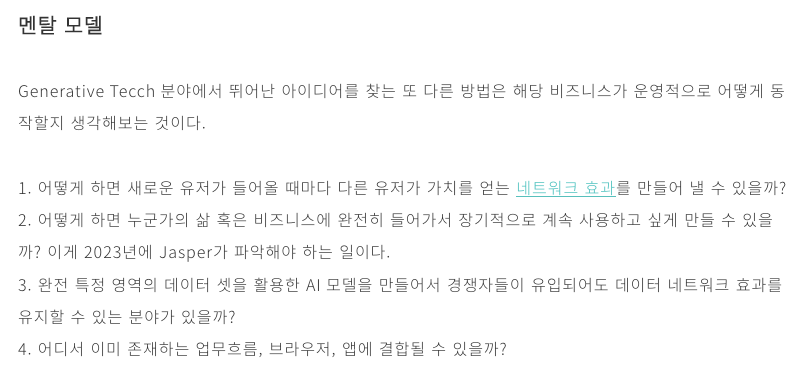 멘탈 모델
Generative Tecch 분야에서 뛰어난 아이디어를 찾는 또 다른 방법은 해당 비즈니스가 운영적으로 어떻게 동
작할지 생각해보는 것이다.
1. 어떻게 하면 새로운 유저가 들어올 때마다 다른 유저가 가치를 얻는 네트워크 효과를 만들어 낼 수 있을까?
2. 어떻게 하면 누군가의 삶 혹은 비즈니스에 완전히 들어가서 장기적으로 계속 사용하고 싶게 만들 수 있을
까? 이게 2023년에 Jasper가 파악해야 하는 일이다.
3. 완전 특정 영역의 데이터 셋을 활용한 AI 모델을 만들어서 경쟁자들이 유입되어도 데이터 네트워크 효과를
유지할 수 있는 분야가 있을까?
4. 어디서 이미 존재하는 업무흐름, 브라우저, 앱에 결합될 수 있을까?